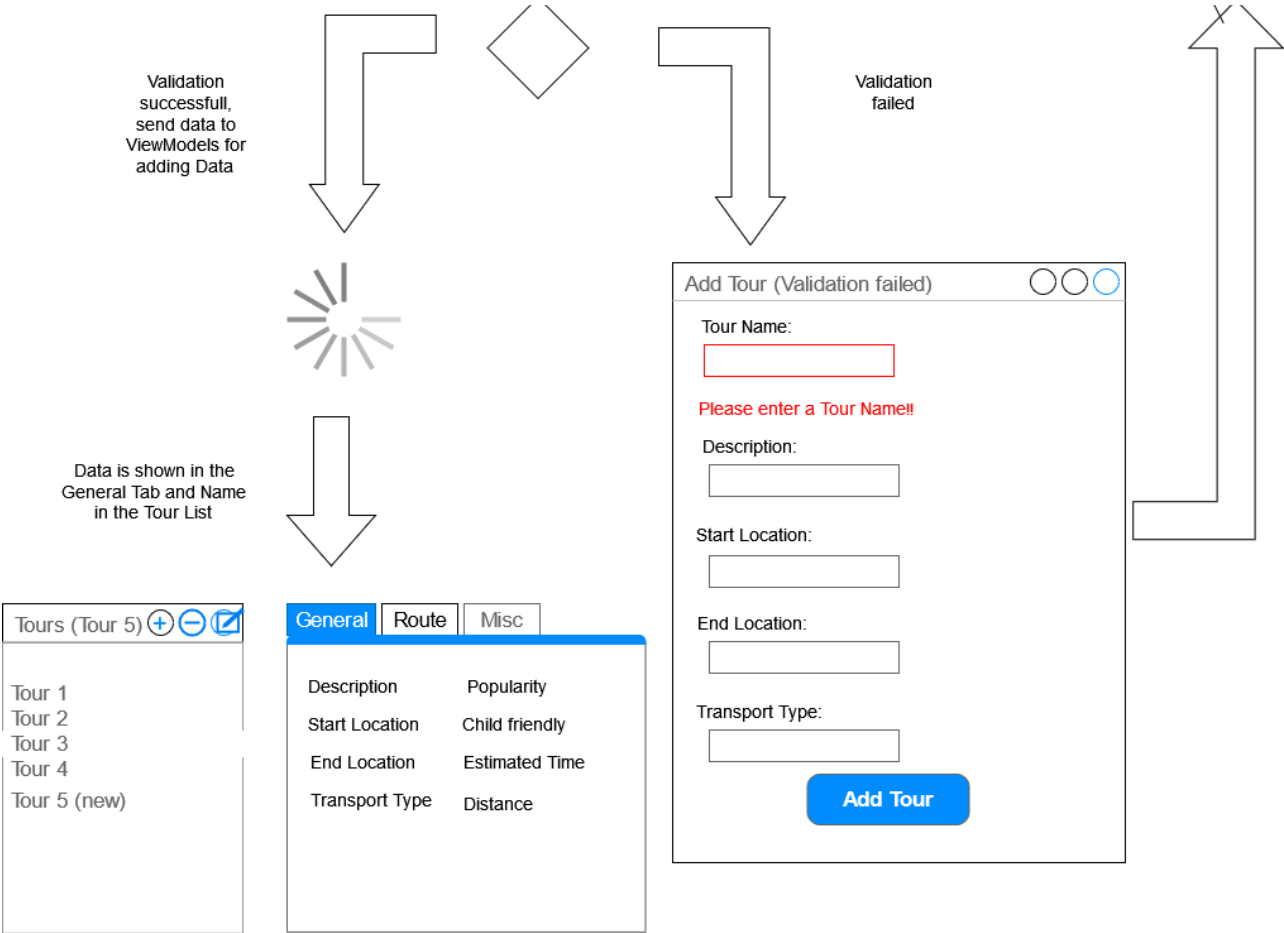 Validation
successfull,
send data to
ViewModels for
adding Data
Validation
failed
Add Tour (Validation failed)
Tour Name:
Please enter a Tour Name!!
Description:
Start Location:
End Location:
Transport Type:
Add Tour
Data is shown in the
General Tab and Name
in the Tour List
Tours (Tour 5)
Tour 1
Tour 2
Tour 3
Tour 4
Tour 5 (new)
General Route Misc
Description Popularity
Start Location Child friendly
End Location Estimated Time
Transport Type Distance